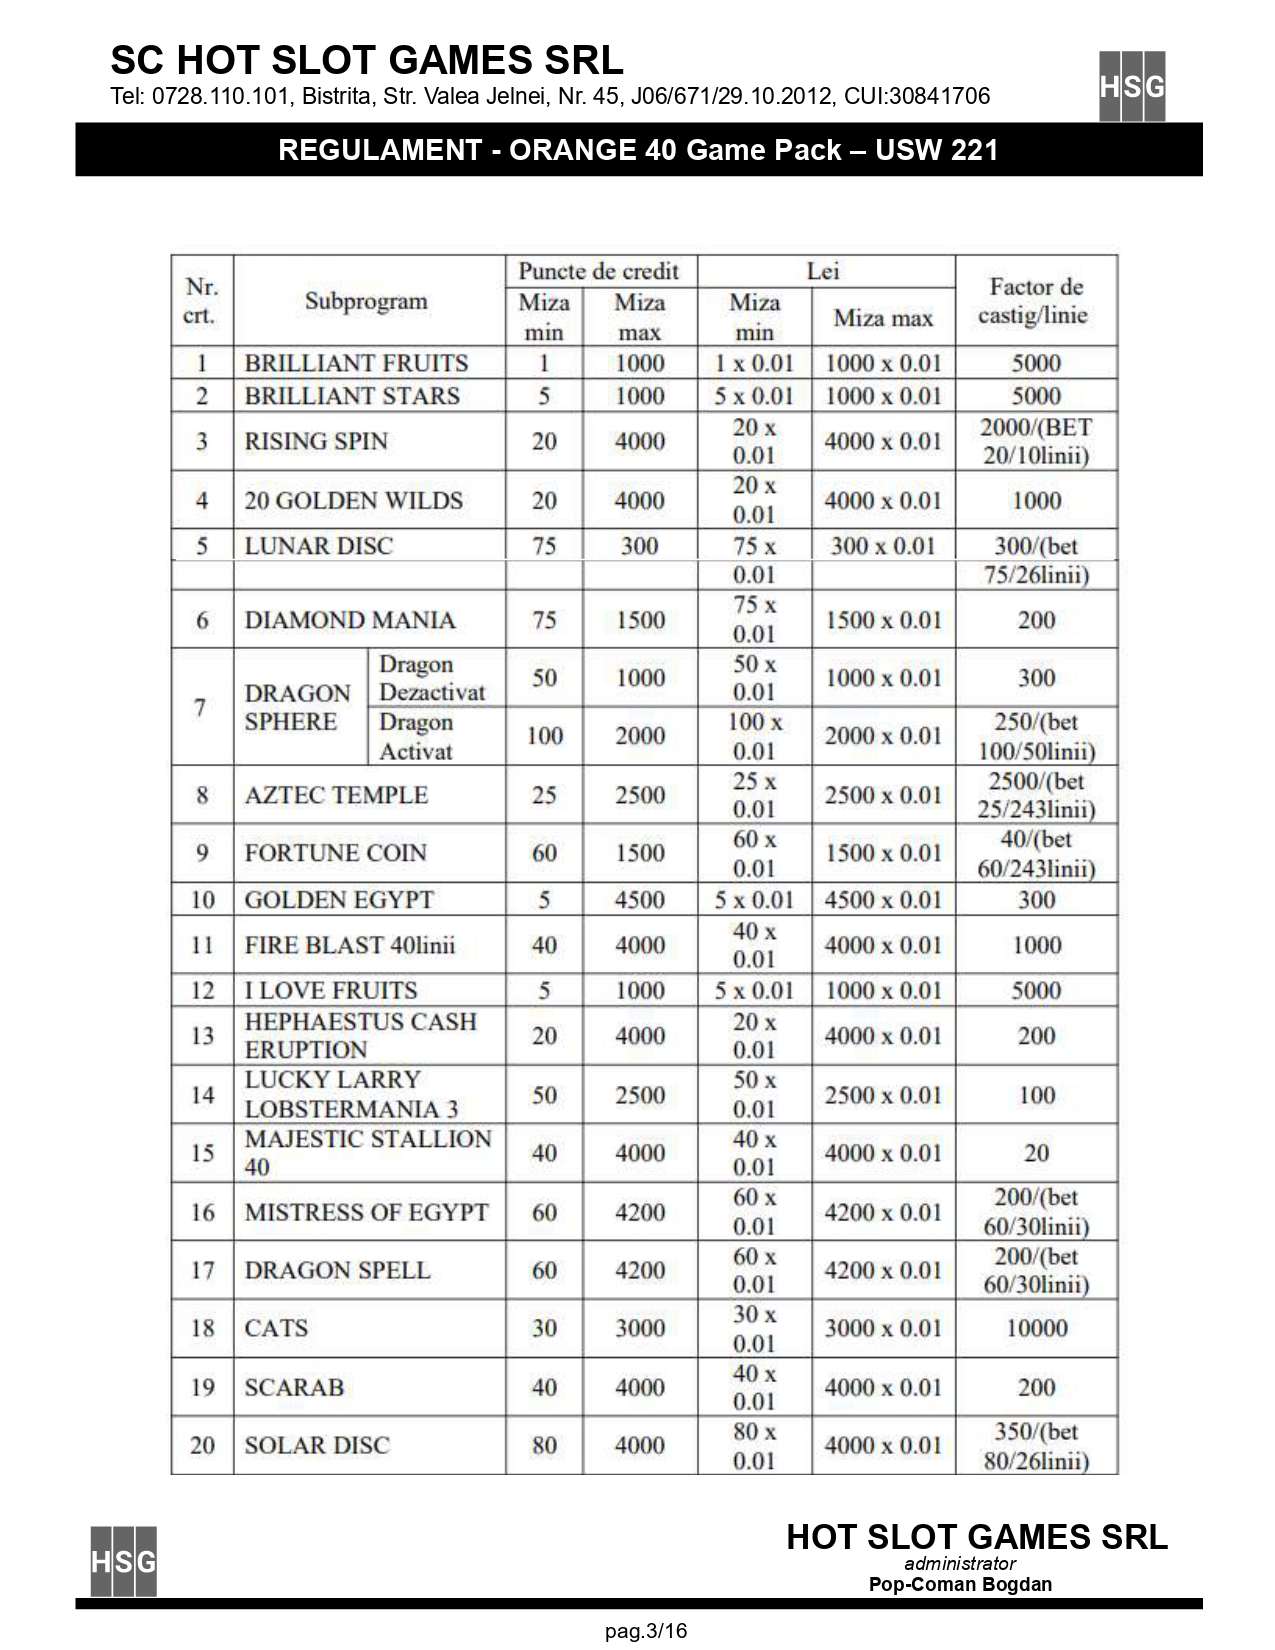 SC HOT SLOT GAMES SRL
Tel: 0728.110.101, Bistrita, Str. Valea Jelnei, Nr. 45, J06/671/29.10.2012, CUI:30841706
HSG
REGULAMENT - ORANGE 40 Game Pack – USW 221
Nr. crt. Subprogram Puncte de credit Lei Factor de castig/linie
Miza min Miza max Miza min Miza max
1 BRILLIANT FRUITS 1 1000 1 x 0.01 1000 x 0.01 5000
2 BRILLIANT STARS 5 1000 5 x 0.01 1000 x 0.01 5000
3 RISING SPIN 20 4000 20 x 0.01 4000 x 0.01 2000/(BET 20/10linii)
4 20 GOLDEN WILDS 20 4000 20 x 0.01 4000 x 0.01 1000
5 LUNAR DISC 75 300 75 x 0.01 300 x 0.01 300/(bet 75/26linii)
6 DIAMOND MANIA 75 1500 75 x 0.01 1500 x 0.01 200
7 DRAGON SPHERE Dragon Dezactivat 50 1000 50 x 0.01 1000 x 0.01 300
Dragon Activat 100 2000 100 x 0.01 2000 x 0.01 250/(bet 100/50linii)
8 AZTEC TEMPLE 25 2500 25 x 0.01 2500 x 0.01 2500/(bet 25/243linii)
9 FORTUNE COIN 60 1500 60 x 0.01 1500 x 0.01 40/(bet 60/243linii)
10 GOLDEN EGYPT 5 4500 5 x 0.01 4500 x 0.01 300
11 FIRE BLAST 40linii 40 4000 40 x 0.01 4000 x 0.01 1000
12 I LOVE FRUITS 5 1000 5 x 0.01 1000 x 0.01 5000
13 HEPHAESTUS CASH ERUPTION 20 4000 20 x 0.01 4000 x 0.01 200
14 LUCKY LARRY LOBSTERMANIA 3 50 2500 50 x 0.01 2500 x 0.01 100
15 MAJESTIC STALLION 40 40 4000 40 x 0.01 4000 x 0.01 20
16 MISTRESS OF EGYPT 60 4200 60 x 0.01 4200 x 0.01 200/(bet 60/30linii)
17 DRAGON SPELL 60 4200 60 x 0.01 4200 x 0.01 200/(bet 60/30linii)
18 CATS 30 3000 30 x 0.01 3000 x 0.01 10000
19 SCARAB 40 4000 40 x 0.01 4000 x 0.01 200
20 SOLAR DISC 80 4000 80 x 0.01 4000 x 0.01 350/(bet 80/26linii)
HSG
HOT SLOT GAMES SRL
administrator
Pop-Coman Bogdan
pag.3/16